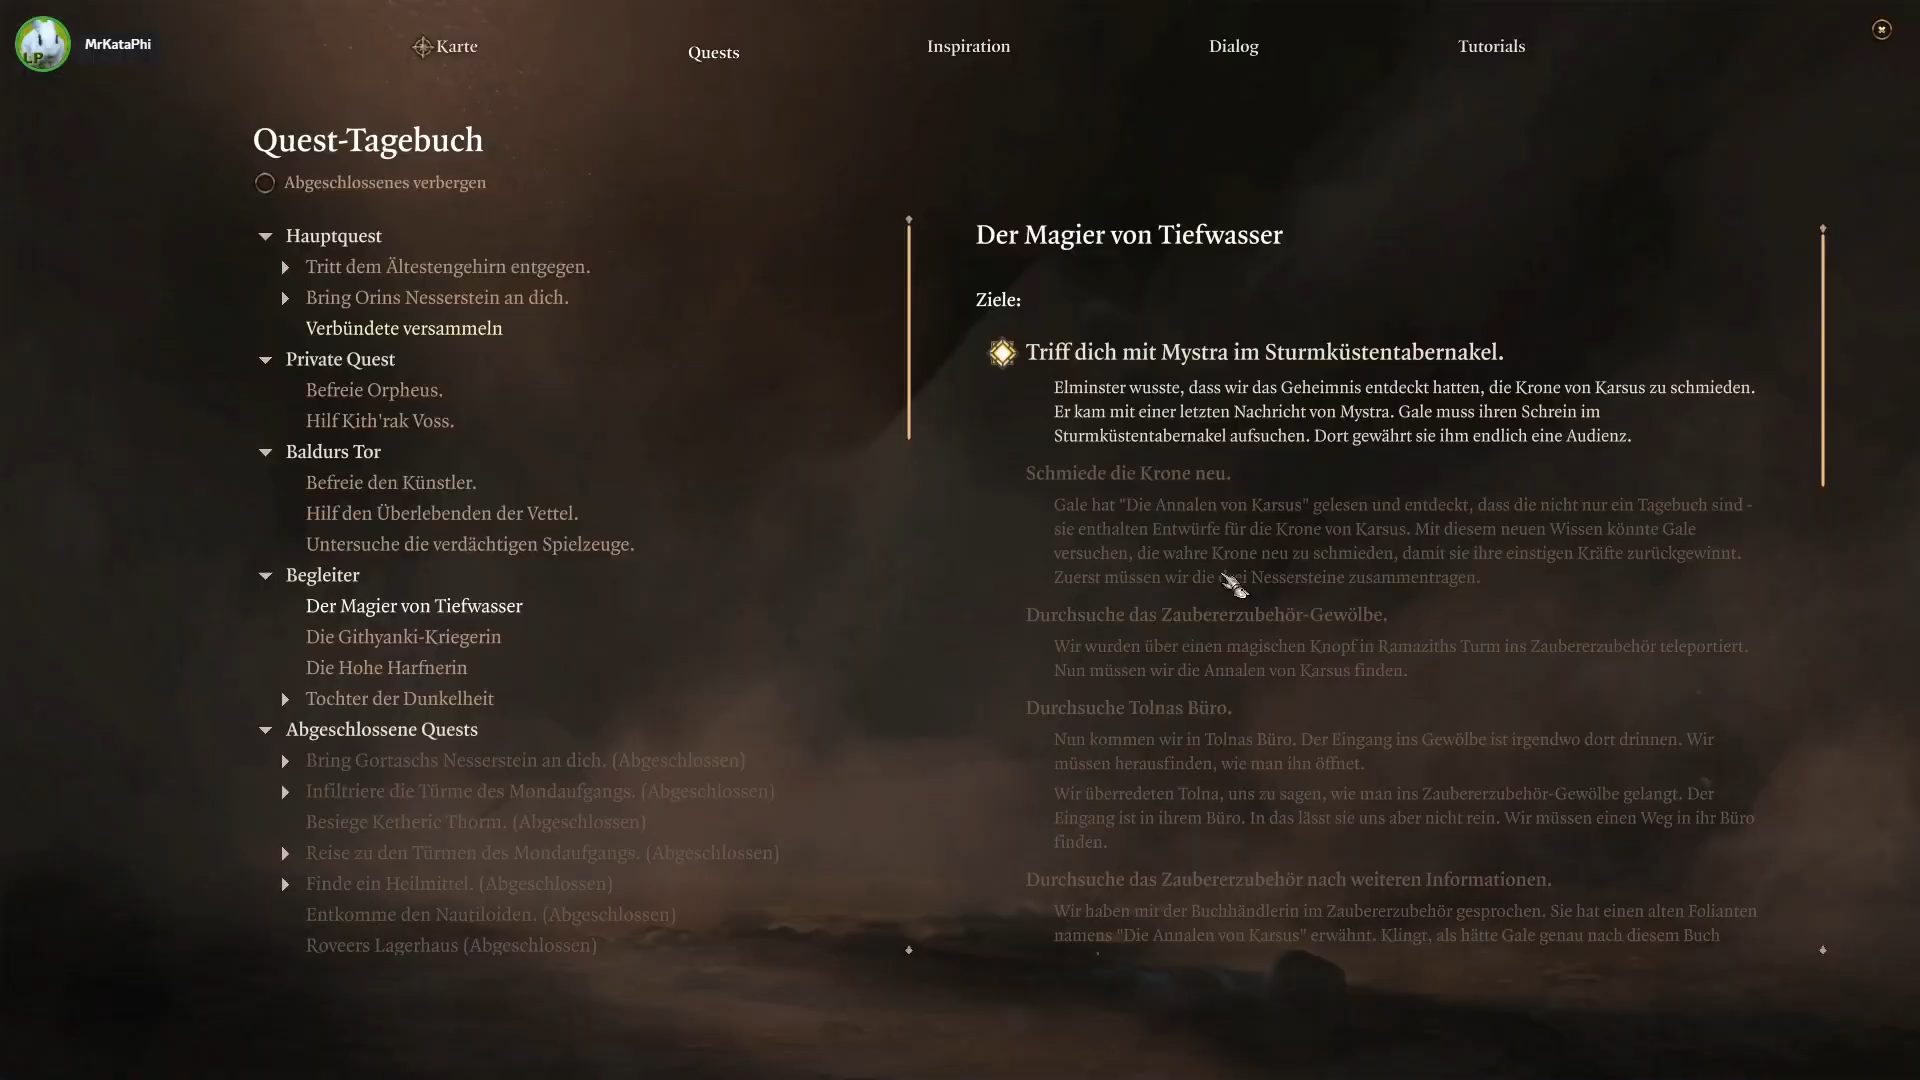 LP
MrKataPhi
Karte
Quests
Inspiration
Dialog
Tutorials
Quest-Tagebuch
Abgeschlossenes verbergen
Hauptquest
Tritt dem Ältestengehirn entgegen.
Bring Orins Nesserstein an dich.
Verbündete versammeln
Private Quest
Befreie Orpheus.
Hilf Kith'rak Voss.
Baldurs Tor
Befreie den Künstler.
Hilf den Überlebenden der Vettel.
Untersuche die verdächtigen Spielzeuge.
Begleiter
Der Magier von Tiefwasser
Die Githyanki-Kriegerin
Die Hohe Harfnerin
Tochter der Dunkelheit
Abgeschlossene Quests
Bring Gortaschs Nesserstein an dich. (Abgeschlossen)
Infiltriere die Türme des Mondaufgangs. (Abgeschlossen)
Besiege Ketheric Thorm. (Abgeschlossen)
Reise zu den Türmen des Mondaufgangs. (Abgeschlossen)
Finde ein Heilmittel. (Abgeschlossen)
Entkomme den Nautiloiden. (Abgeschlossen)
Roveers Lagerhaus (Abgeschlossen)
Der Magier von Tiefwasser
Ziele:
Triff dich mit Mystra im Sturmküstentabernakel.
Elminster wusste, dass wir das Geheimnis entdeckt hatten, die Krone von Karsus zu schmieden.
Er kam mit einer letzten Nachricht von Mystra. Gale muss ihren Schrein im
Sturmküstentabernakel aufsuchen. Dort gewährt sie ihm endlich eine Audienz.
Schmiede die Krone neu.
Gale hat "Die Annalen von Karsus" gelesen und entdeckt, dass die nicht nur ein Tagebuch sind -
sie enthalten Entwürfe für die Krone von Karsus. Mit diesem neuen Wissen könnte Gale
versuchen, die wahre Krone neu zu schmieden, damit sie ihre einstigen Kräfte zurückgewinnt.
Zuerst müssen wir die drei Nessersteine zusammentragen.
Durchsuche das Zaubererzubehör-Gewölbe.
Wir wurden über einen magischen Knopf in Ramaziths Turm ins Zaubererzubehör teleportiert.
Nun müssen wir die Annalen von Karsus finden.
Durchsuche Tolnas Büro.
Nun kommen wir in Tolnas Büro. Der Eingang ins Gewölbe ist irgendwo dort drinnen. Wir
müssen herausfinden, wie man ihn öffnet.
Wir überredeten Tolna, uns zu sagen, wie man ins Zaubererzubehör-Gewölbe gelangt. Der
Eingang ist in ihrem Büro. In das lässt sie uns aber nicht rein. Wir müssen einen Weg in ihr Büro
finden.
Durchsuche das Zaubererzubehör nach weiteren Informationen.
Wir haben mit der Buchhändlerin im Zaubererzubehör gesprochen. Sie hat einen alten Folianten
namens "Die Annalen von Karsus" erwähnt. Klingt, als hätte Gale genau nach diesem Buch